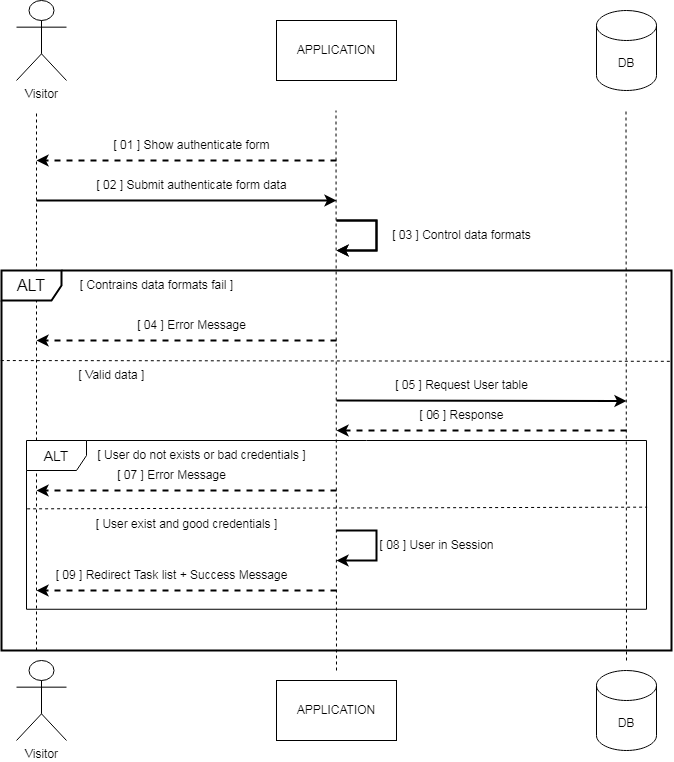 APPLICATION
DB
Visitor
[ 01 ] Show authenticate form
[ 02 ] Submit authenticate form data
[ 03 ] Control data formats
ALT
[ Contrains data formats fail ]
[ 04 ] Error Message
[ Valid data ]
[ 05 ] Request User table
[ 06 ] Response
ALT
[ User do not exists or bad credentials ]
[ 07 ] Error Message
[ User exist and good credentials ]
[ 08 ] User in Session
[ 09 ] Redirect Task list + Success Message
APPLICATION
DB
Visitor